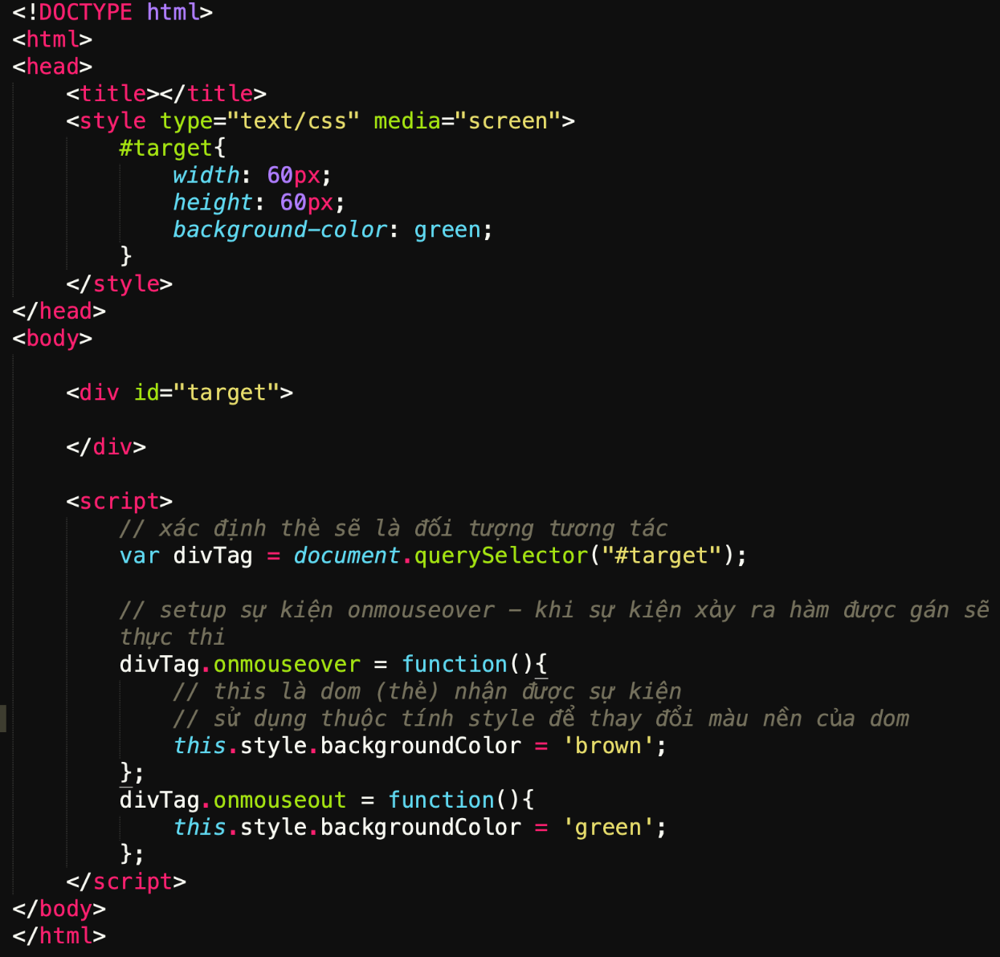 <!DOCTYPE html>
<html>
<head>
    <title></title>
    <style type="text/css" media="screen">
        #target{
            width: 60px;
            height: 60px;
            background-color: green;
        }
    </style>
</head>
<body>
    <div id="target">
    </div>
    <script>
        // xác định thẻ sẽ là đối tượng tương tác
        var divTag = document.querySelector("#target");
        // setup sự kiện onmouseover – khi sự kiện xảy ra hàm được gán sẽ
        thực thi
        divTag.onmouseover = function(){
            // this là dom (thẻ) nhận được sự kiện
            // sử dụng thuộc tính style để thay đổi màu nền của dom
            this.style.backgroundColor = 'brown';
        };
        divTag.onmouseout = function(){
            this.style.backgroundColor = 'green';
        };
    </script>
</body>
</html>